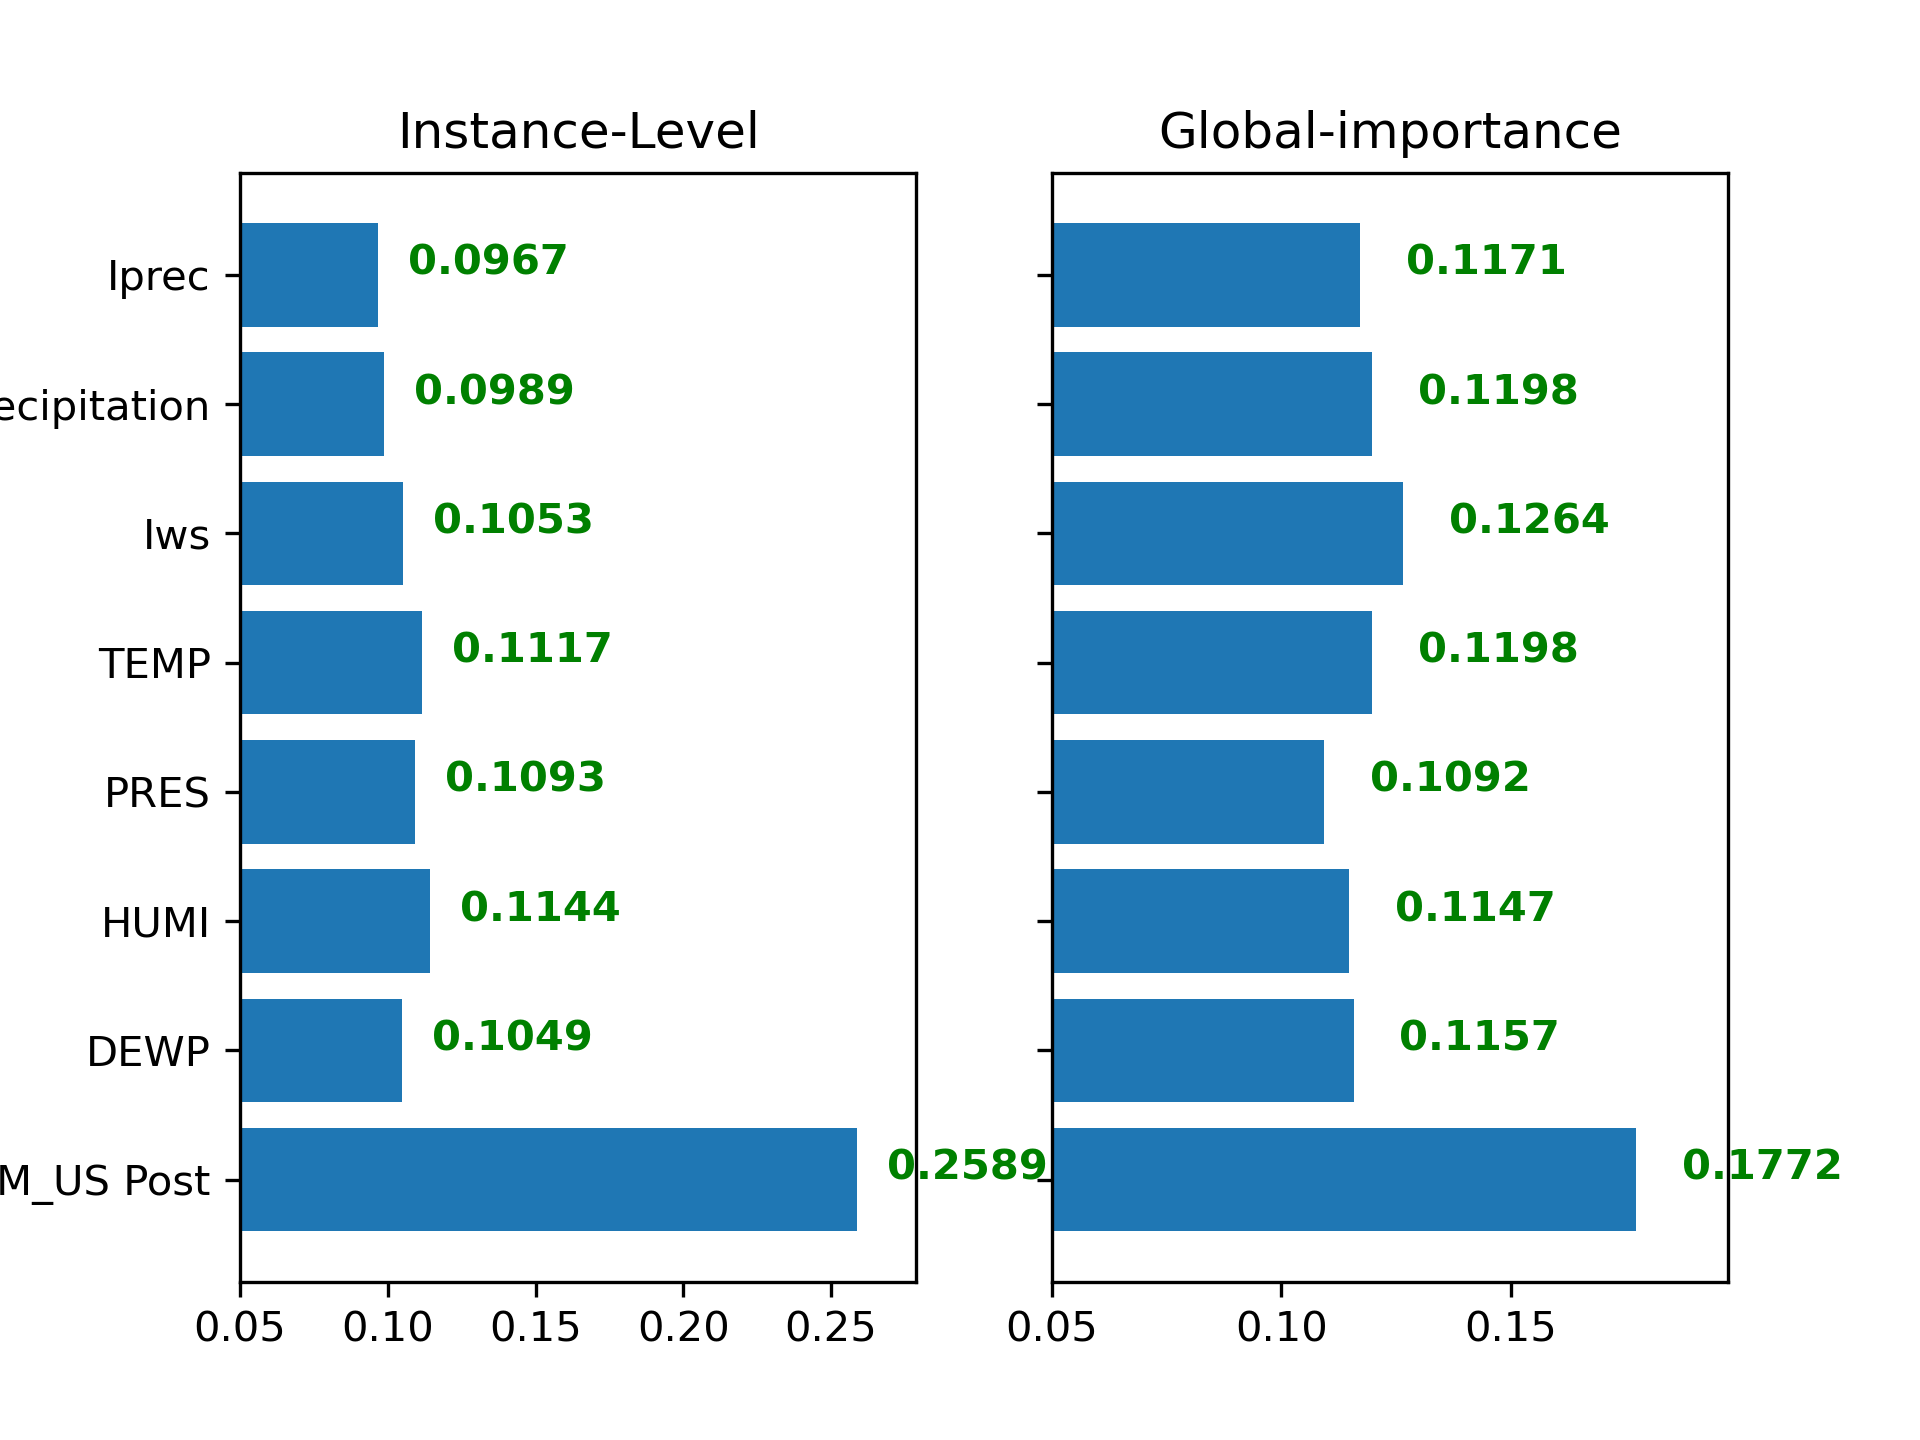 Instance-Level Global-importance
Iprec 0.0967 0.1171
ecipitation 0.0989 0.1198
Iws 0.1053 0.1264
TEMP 0.1117 0.1198
PRES 0.1093 0.1092
HUMI 0.1144 0.1147
DEWP 0.1049 0.1157
M_US Post 0.2589 0.1772
0.05 0.10 0.15 0.20 0.25 0.05 0.10 0.15